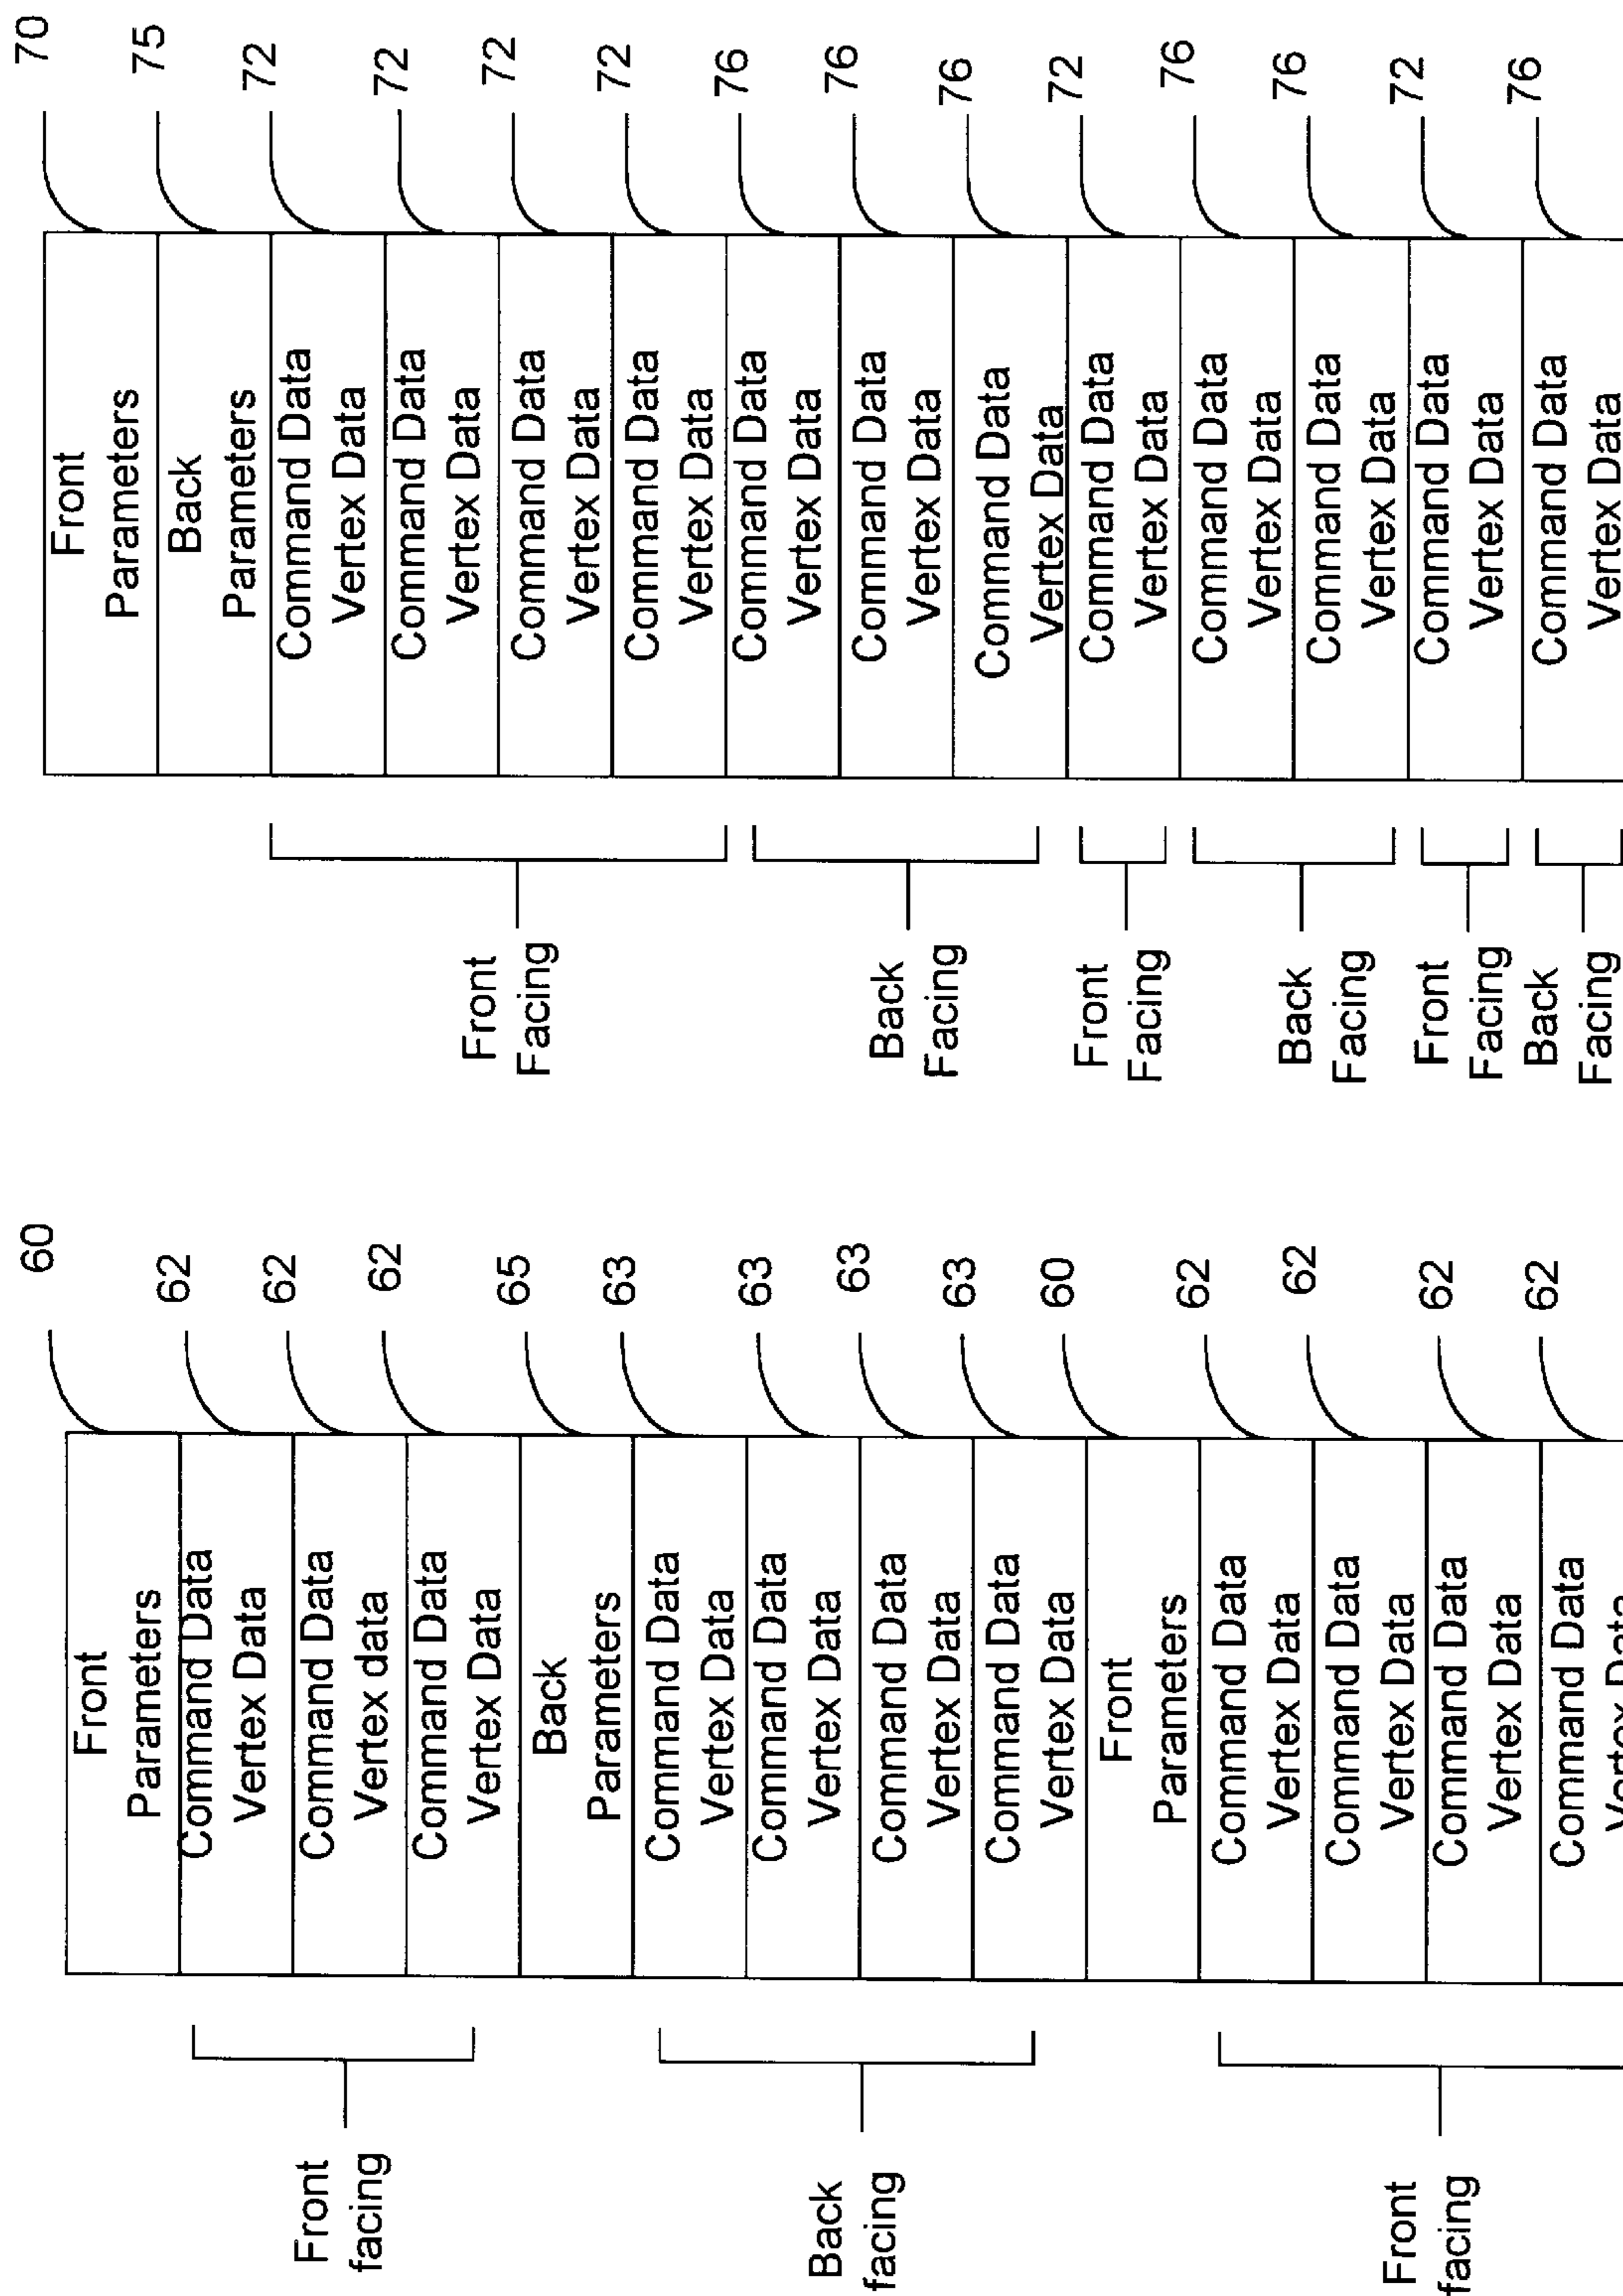 Front
facing
Back
facing
Front
facing
Front
Parameters
Command Data
Vertex Data
Command Data
Vertex data
Command Data
Vertex Data
Back
Parameters
Command Data
Vertex Data
Command Data
Vertex Data
Command Data
Vertex Data
Command Data
Vertex Data
Front
Parameters
Command Data
Vertex Data
Command Data
Vertex Data
Command Data
Vertex Data
Command Data
Vertex Data
60
62
62
62
65
63
63
63
63
60
62
62
62
62
Front
Facing
Back
Facing
Front
Facing
Back
Facing
Front
Facing
Back
Facing
Front
Parameters
Back
Parameters
Command Data
Vertex Data
Command Data
Vertex Data
Command Data
Vertex Data
Command Data
Vertex Data
Command Data
Vertex Data
Command Data
Vertex Data
Command Data
Vertex Data
Command Data
Vertex Data
Command Data
Vertex Data
Command Data
Vertex Data
Command Data
Vertex Data
Command Data
Vertex Data
70
75
72
72
72
72
76
76
76
72
76
76
72
76